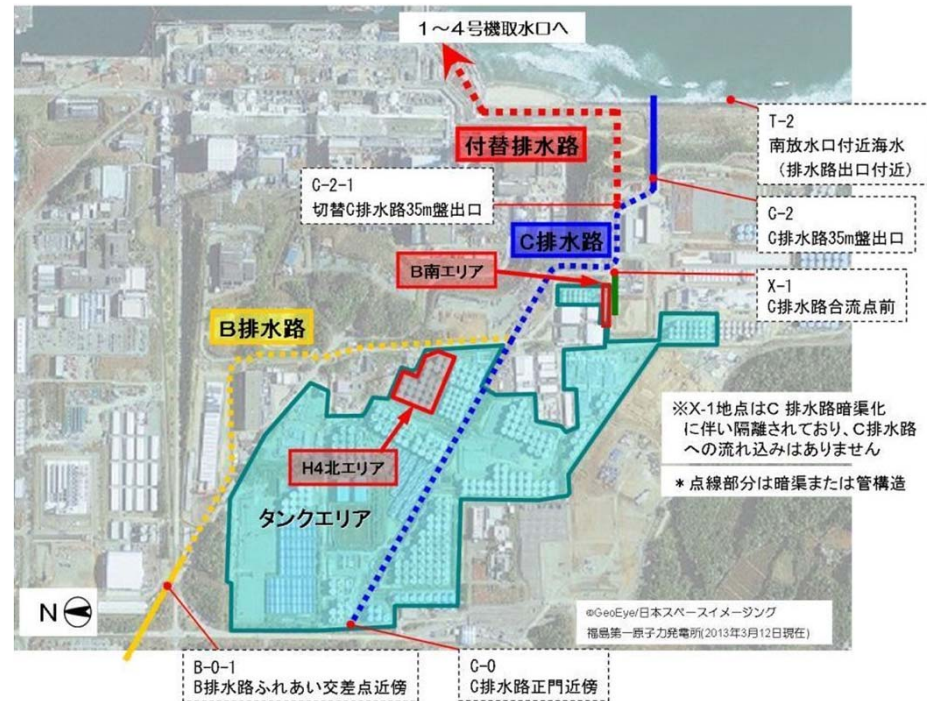 1～4号機取水口へ
T-2
南放水口付近海水
(排水路出口付近)
付替排水路
C-2-1
切替C排水路35m盤出口
C-2
C排水路35m盤出口
C排水路
B南エリア
X-1
C排水路合流点前
B排水路
※X-1地点はC 排水路暗渠化
に伴い隔離されており、C排水路
への流れ込みはありません
H4北エリア
*点線部分は暗渠または管構造
タンクエリア
N
©GeoEye/日本スペースイメージング
福島第一原子力発電所(2013年3月12日現在)
B-0-1
B排水路ふれあい交差点近傍
C-0
C排水路正門近傍